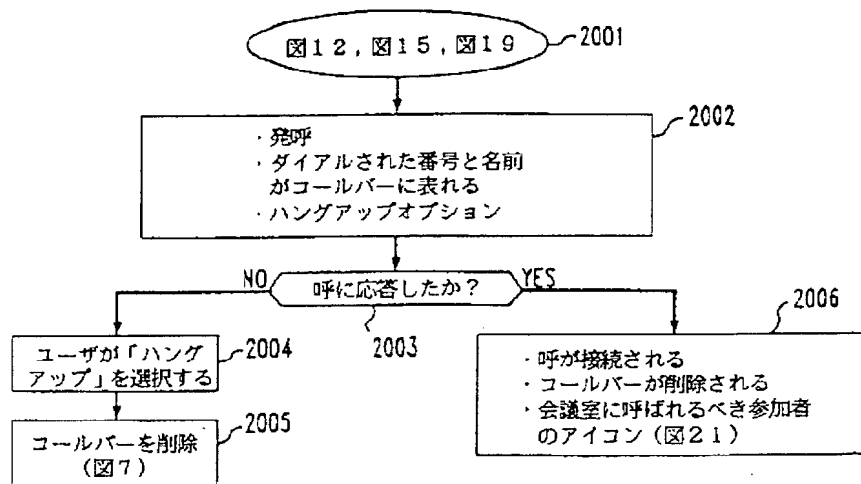 図12,図15,図19
2001
2002
・発呼
・ダイアルされた番号と名前
がコールバーに表れる
・ハングアップオプション
NO
呼に応答したか?
YES
2003
2004
ユーザが「ハング
アップ」を選択する
2005
コールバーを削除
(図7)
2006
・呼が接続される
・コールバーが削除される
・会議室に呼ばれるべき参加者
のアイコン(図21)